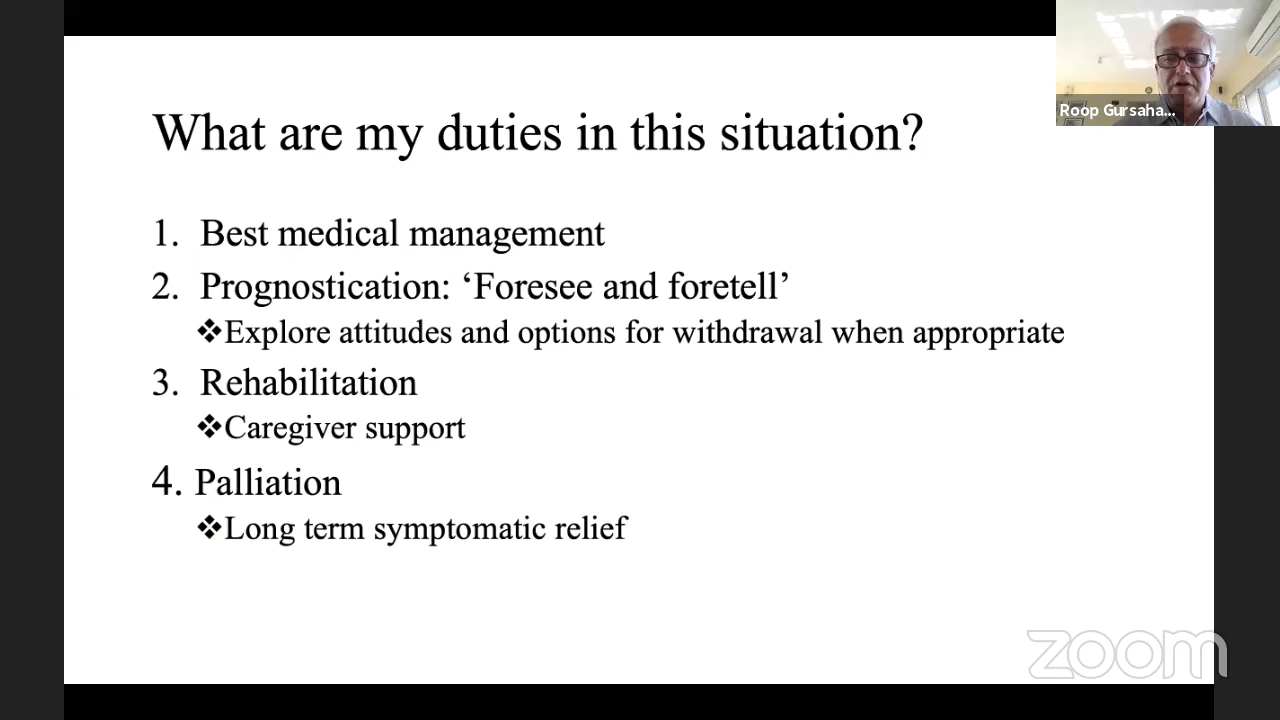 What are my duties in this situation?
1. Best medical management
2. Prognostication: ‘Foresee and foretell’
❖Explore attitudes and options for withdrawal when appropriate
3. Rehabilitation
❖Caregiver support
4. Palliation
❖Long term symptomatic relief
Roop Gursaha...
zoom